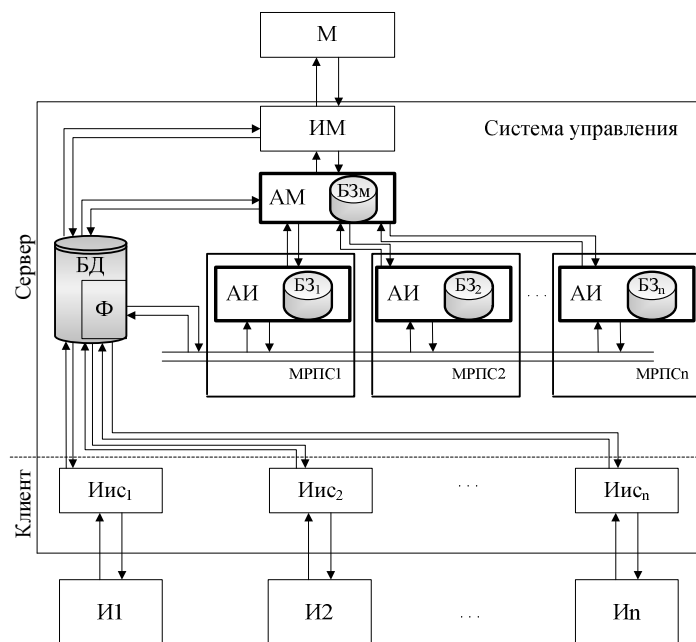 М
ИМ
Система управления
АМ
БЗм
Сервер
БД
Ф
АИ
БЗ₁
АИ
БЗ₂
. . .
АИ
БЗₙ
МРПС1
МРПС2
МРПСn
Клиент
Иис₁
Иис₂
. . .
Иисₙ
И1
И2
. . .
Иn